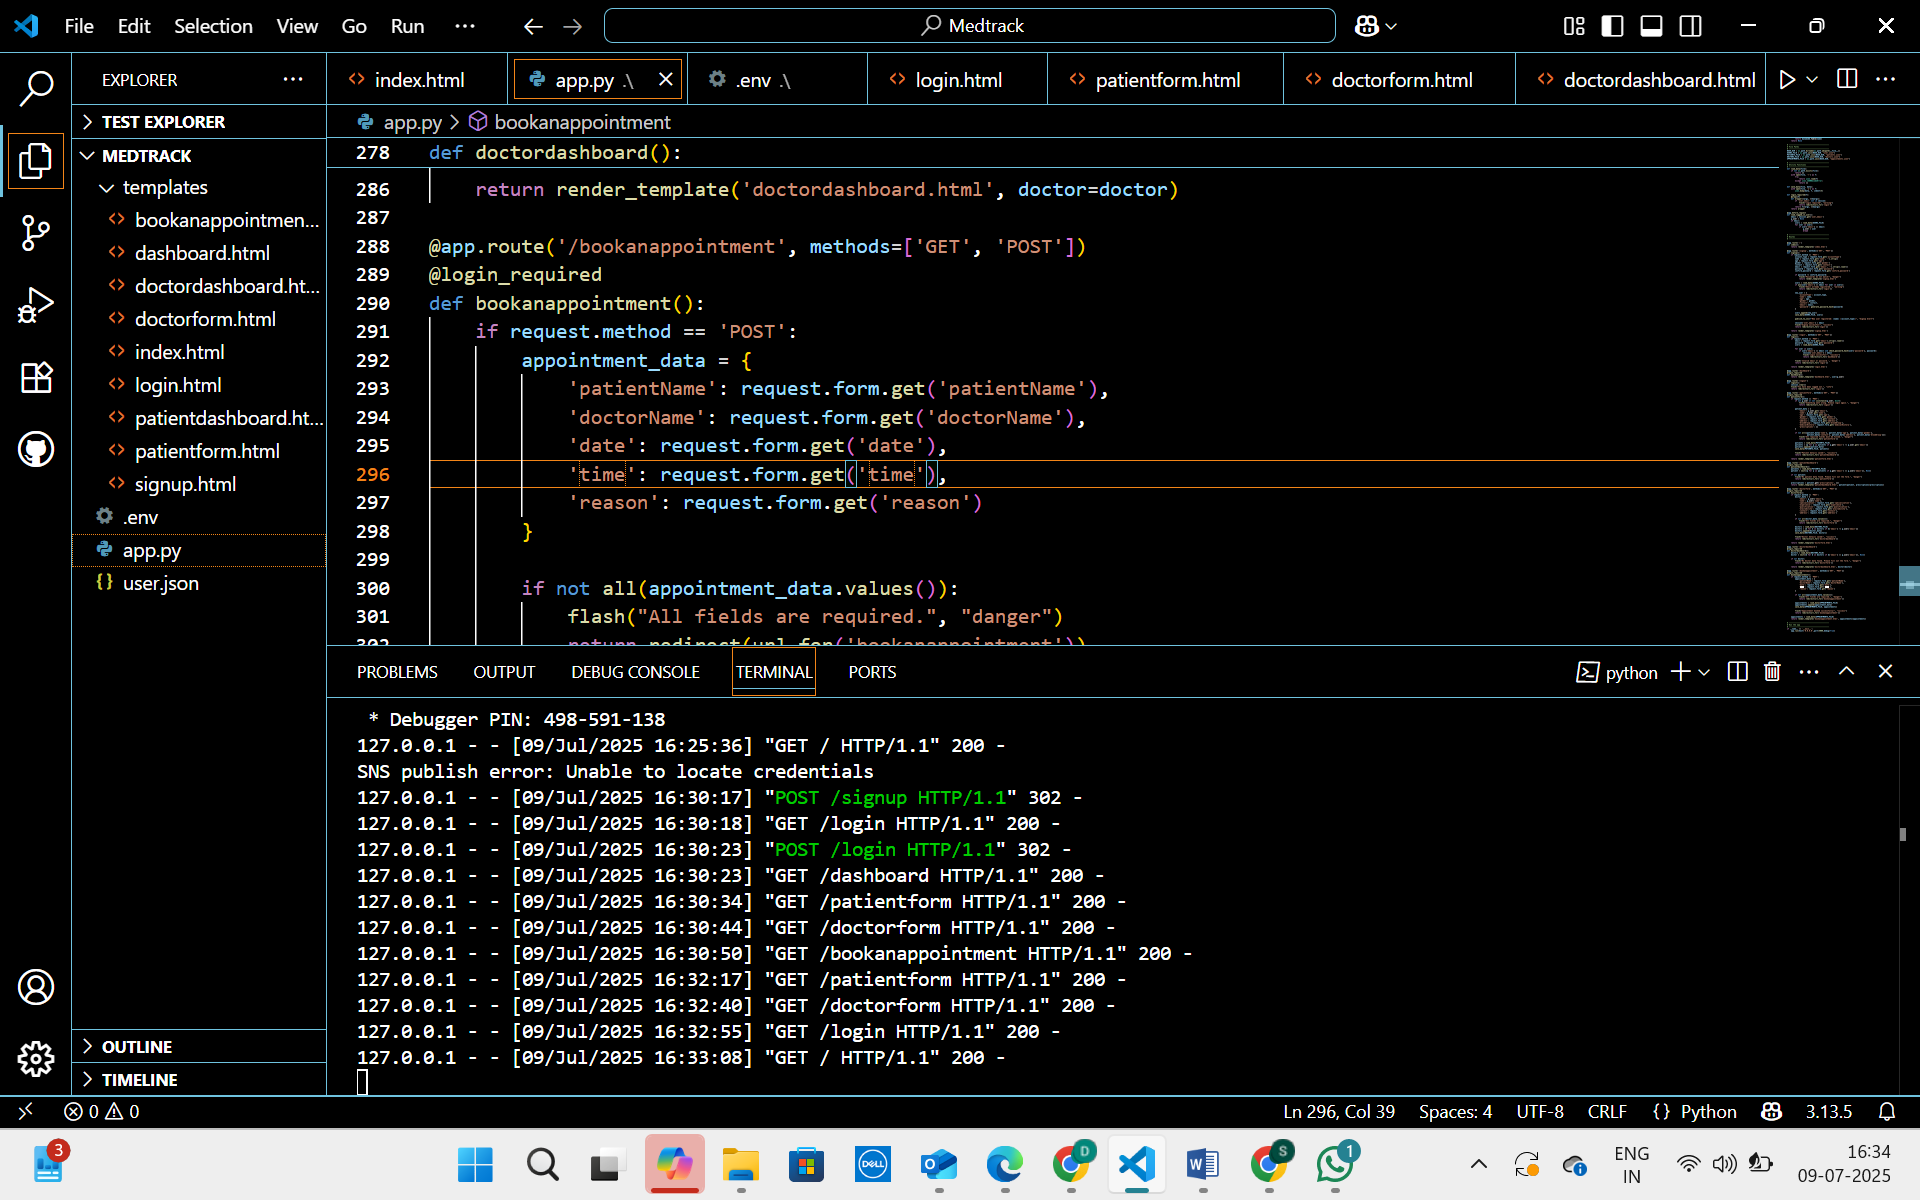 File Edit Selection View Go Run ··· Medtrack
EXPLORER ···
TEST EXPLORER
MEDTRACK
templates
bookanappointmen...
dashboard.html
doctordashboard.ht...
doctorform.html
index.html
login.html
patientdashboard.ht...
patientform.html
signup.html
.env
app.py
user.json
OUTLINE
TIMELINE
index.html app.py .\ .env .\ login.html patientform.html doctorform.html doctordashboard.html
app.py > bookanappointment
278 def doctordashboard():
286 return render_template('doctordashboard.html', doctor=doctor)
287
288 @app.route('/bookanappointment', methods=['GET', 'POST'])
289 @login_required
290 def bookanappointment():
291 if request.method == 'POST':
292 appointment_data = {
293 'patientName': request.form.get('patientName'),
294 'doctorName': request.form.get('doctorName'),
295 'date': request.form.get('date'),
296 'time': request.form.get('time'),
297 'reason': request.form.get('reason')
298 }
299
300 if not all(appointment_data.values()):
301 flash("All fields are required.", "danger")
302 return redirect(url_for('bookanappointment'))
PROBLEMS OUTPUT DEBUG CONSOLE TERMINAL PORTS python
* Debugger PIN: 498-591-138
127.0.0.1 - - [09/Jul/2025 16:25:36] "GET / HTTP/1.1" 200 -
SNS publish error: Unable to locate credentials
127.0.0.1 - - [09/Jul/2025 16:30:17] "POST /signup HTTP/1.1" 302 -
127.0.0.1 - - [09/Jul/2025 16:30:18] "GET /login HTTP/1.1" 200 -
127.0.0.1 - - [09/Jul/2025 16:30:23] "POST /login HTTP/1.1" 302 -
127.0.0.1 - - [09/Jul/2025 16:30:23] "GET /dashboard HTTP/1.1" 200 -
127.0.0.1 - - [09/Jul/2025 16:30:34] "GET /patientform HTTP/1.1" 200 -
127.0.0.1 - - [09/Jul/2025 16:30:44] "GET /doctorform HTTP/1.1" 200 -
127.0.0.1 - - [09/Jul/2025 16:30:50] "GET /bookanappointment HTTP/1.1" 200 -
127.0.0.1 - - [09/Jul/2025 16:32:17] "GET /patientform HTTP/1.1" 200 -
127.0.0.1 - - [09/Jul/2025 16:32:40] "GET /doctorform HTTP/1.1" 200 -
127.0.0.1 - - [09/Jul/2025 16:32:55] "GET /login HTTP/1.1" 200 -
127.0.0.1 - - [09/Jul/2025 16:33:08] "GET / HTTP/1.1" 200 -
0 0 Ln 296, Col 39 Spaces: 4 UTF-8 CRLF {} Python 3.13.5
3 DELL D S 1
ENG
IN
16:34
09-07-2025